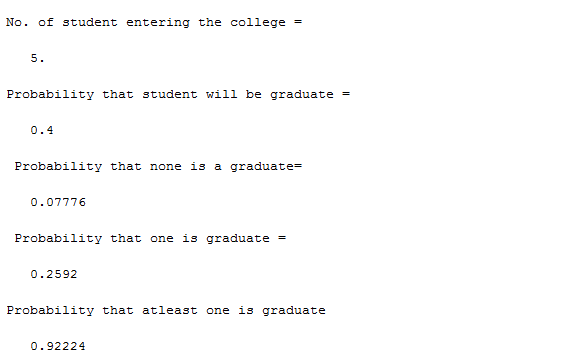 No. of student entering the college =
5.
Probability that student will be graduate =
0.4
Probability that none is a graduate=
0.07776
Probability that one is graduate =
0.2592
Probability that atleast one is graduate
0.92224